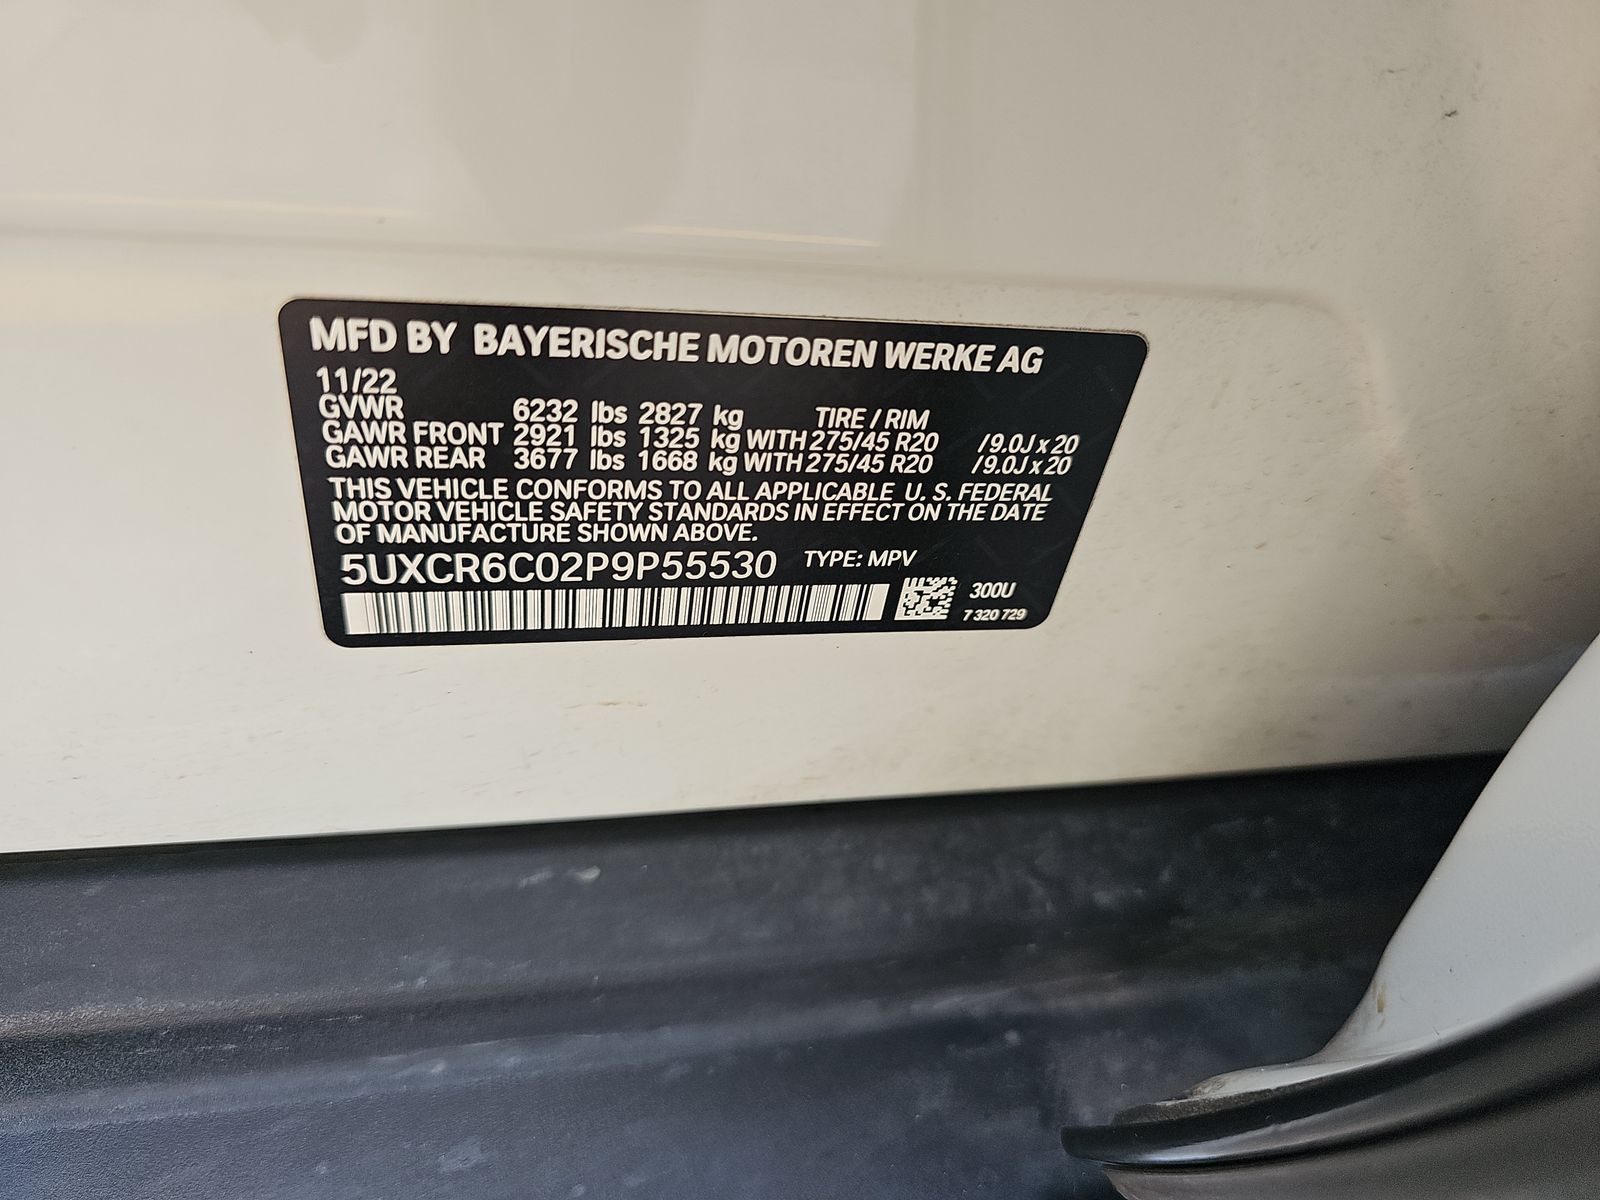 MFD BY BAYERISCHE MOTOREN WERKE AG
11/22
GVWR 6232 lbs 2827 kg TIRE / RIM
GAWR FRONT 2921 lbs 1325 kg WITH 275/45 R20 / 9.0J x 20
GAWR REAR 3677 lbs 1668 kg WITH 275/45 R20 / 9.0J x 20
THIS VEHICLE CONFORMS TO ALL APPLICABLE U. S. FEDERAL
MOTOR VEHICLE SAFETY STANDARDS IN EFFECT ON THE DATE
OF MANUFACTURE SHOWN ABOVE.
5UXCR6C02P9P55530 TYPE: MPV
300U
7 320 729